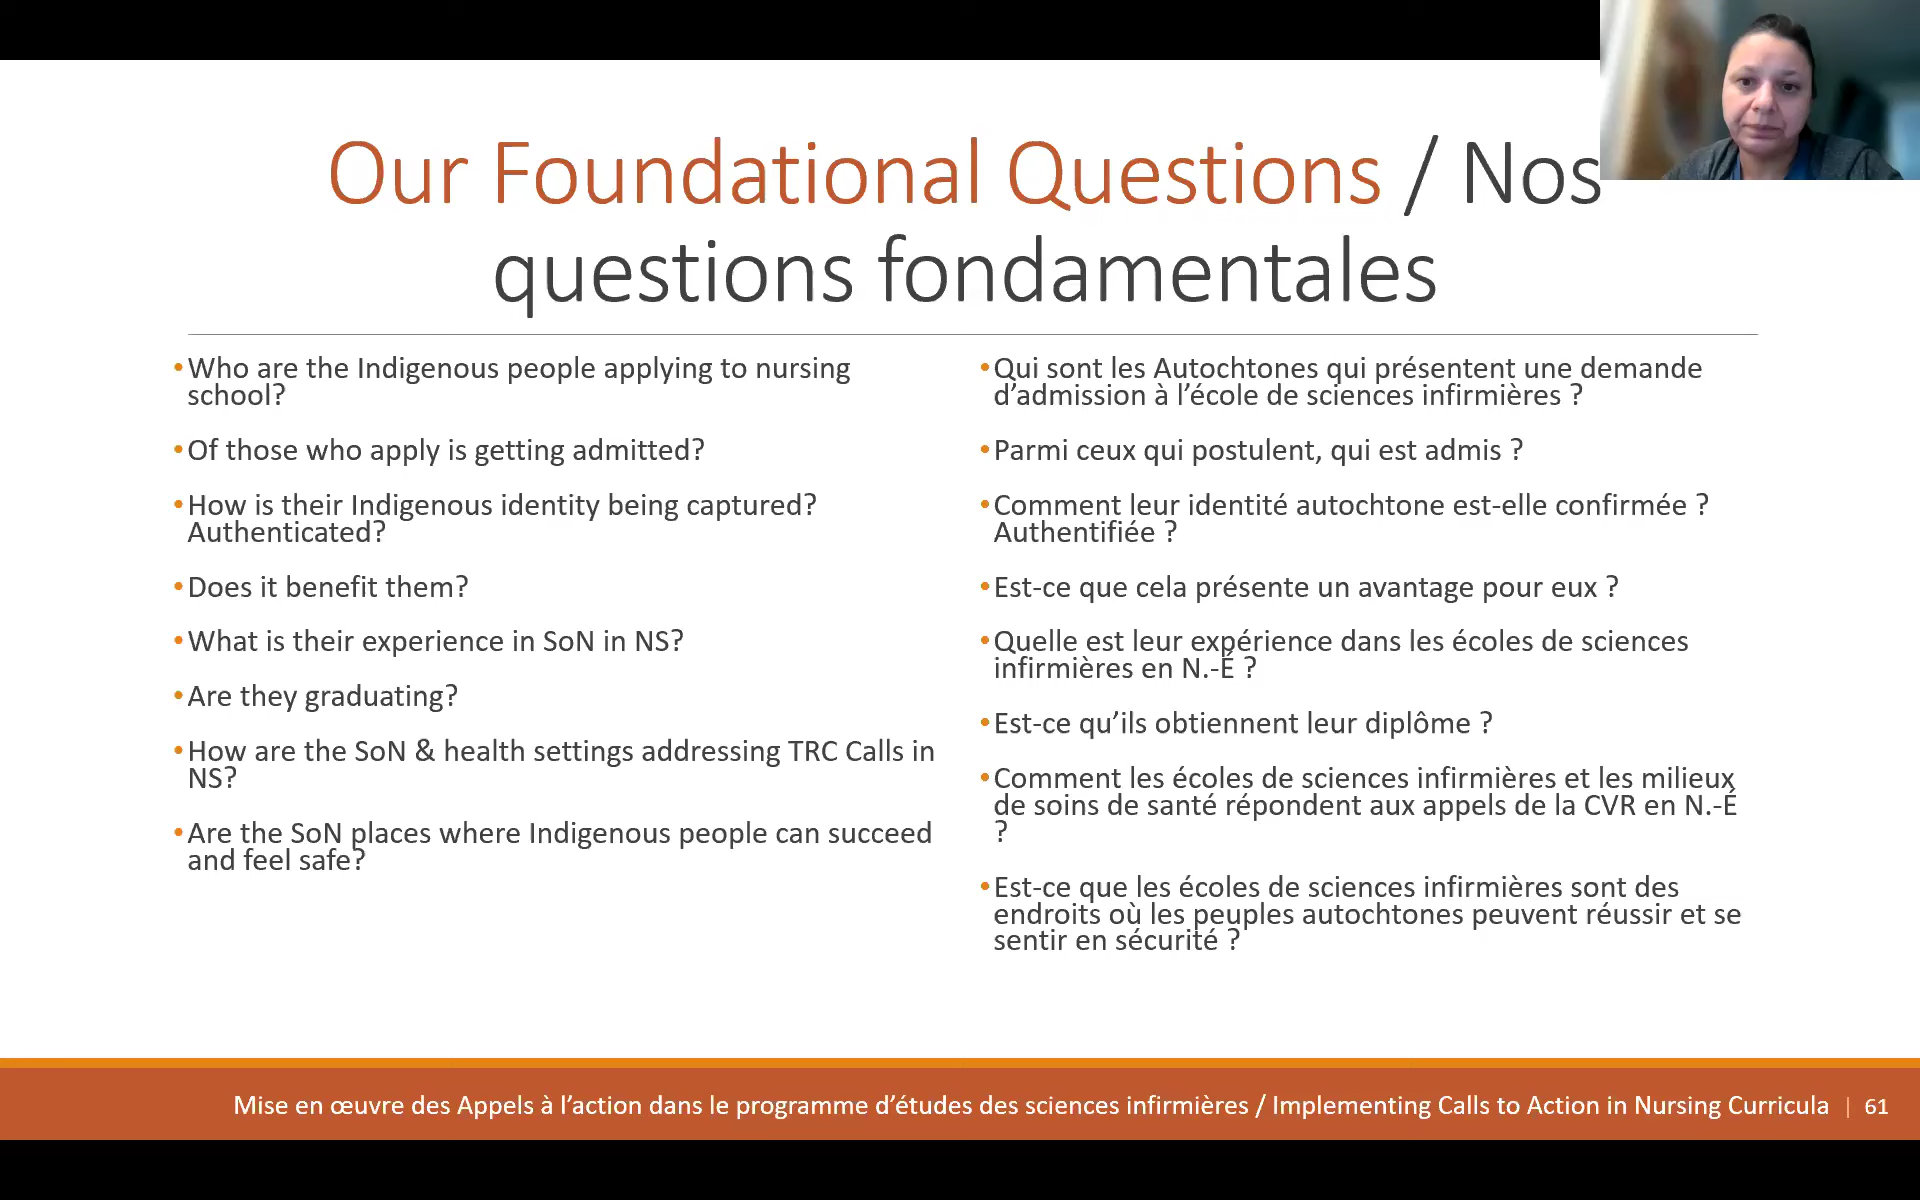 Our Foundational Questions / Nos
questions fondamentales
•Who are the Indigenous people applying to nursing
school?
•Of those who apply is getting admitted?
•How is their Indigenous identity being captured?
Authenticated?
•Does it benefit them?
•What is their experience in SoN in NS?
•Are they graduating?
•How are the SoN & health settings addressing TRC Calls in
NS?
•Are the SoN places where Indigenous people can succeed
and feel safe?
•Qui sont les Autochtones qui présentent une demande
d’admission à l’école de sciences infirmières ?
•Parmi ceux qui postulent, qui est admis ?
•Comment leur identité autochtone est-elle confirmée ?
Authentifiée ?
•Est-ce que cela présente un avantage pour eux ?
•Quelle est leur expérience dans les écoles de sciences
infirmières en N.-É ?
•Est-ce qu’ils obtiennent leur diplôme ?
•Comment les écoles de sciences infirmières et les milieux
de soins de santé répondent aux appels de la CVR en N.-É
?
•Est-ce que les écoles de sciences infirmières sont des
endroits où les peuples autochtones peuvent réussir et se
sentir en sécurité ?
Mise en œuvre des Appels à l’action dans le programme d’études des sciences infirmières / Implementing Calls to Action in Nursing Curricula | 61